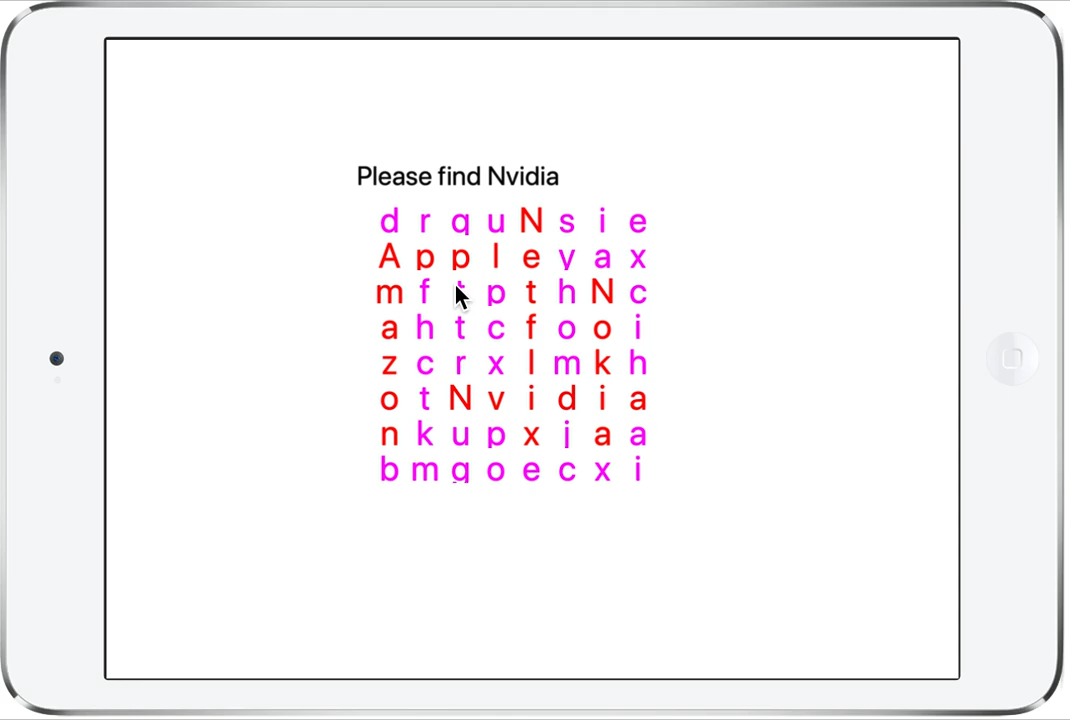 Please find Nvidia
d r q u N s i e
A p p l e y a x
m f t p t h N c
a h t c f o o i
z c r x l m k h
o t N v i d i a
n k u p x j a a
b m g o e c x i